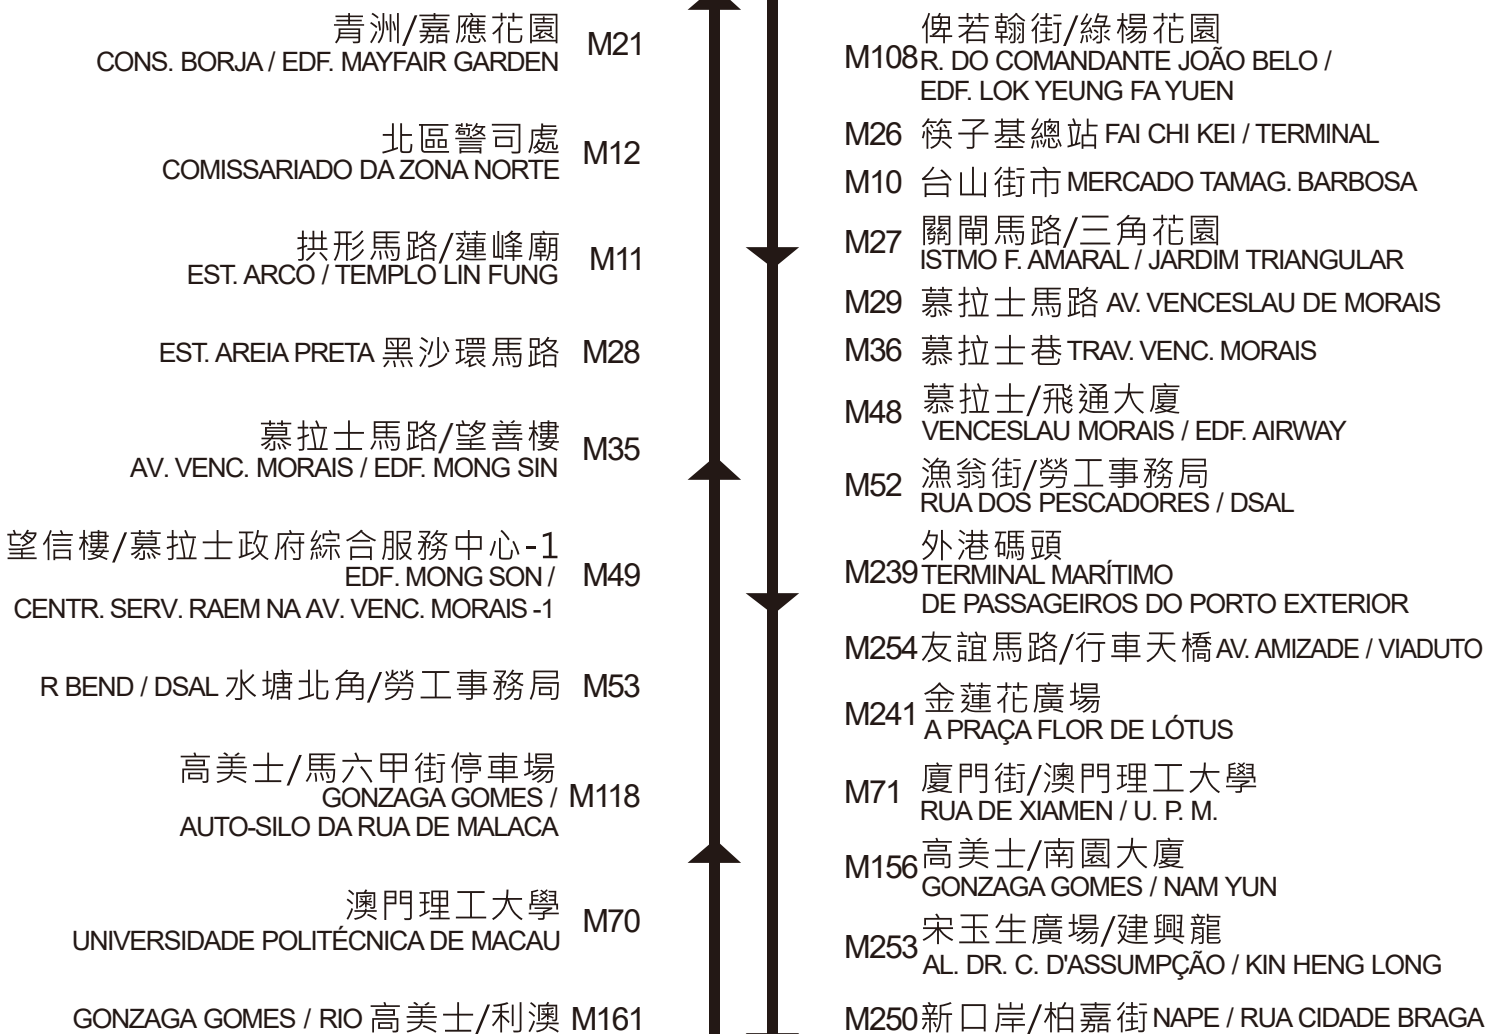 青洲/嘉應花園
CONS. BORJA / EDF. MAYFAIR GARDEN
M21
北區警司處
COMISSARIADO DA ZONA NORTE
M12
拱形馬路/蓮峰廟
EST. ARCO / TEMPLO LIN FUNG
M11
EST. AREIA PRETA 黑沙環馬路 M28
慕拉士馬路/望善樓
AV. VENC. MORAIS / EDF. MONG SIN
M35
望信樓/慕拉士政府綜合服務中心-1
EDF. MONG SON /
CENTR. SERV. RAEM NA AV. VENC. MORAIS -1
M49
R BEND / DSAL 水塘北角/勞工事務局 M53
高美士/馬六甲街停車場
GONZAGA GOMES /
AUTO-SILO DA RUA DE MALACA
M118
澳門理工大學
UNIVERSIDADE POLITÉCNICA DE MACAU
M70
GONZAGA GOMES / RIO 高美士/利澳 M161
M108
俾若翰街/綠楊花園
R. DO COMANDANTE JOÃO BELO /
EDF. LOK YEUNG FA YUEN
M26 筷子基總站 FAI CHI KEI / TERMINAL
M10 台山街市 MERCADO TAMAG. BARBOSA
M27
關閘馬路/三角花園
ISTMO F. AMARAL / JARDIM TRIANGULAR
M29 慕拉士馬路 AV. VENCESLAU DE MORAIS
M36 慕拉士巷 TRAV. VENC. MORAIS
M48
慕拉士/飛通大廈
VENCESLAU MORAIS / EDF. AIRWAY
M52
漁翁街/勞工事務局
RUA DOS PESCADORES / DSAL
M239
外港碼頭
TERMINAL MARÍTIMO
DE PASSAGEIROS DO PORTO EXTERIOR
M254 友誼馬路/行車天橋 AV. AMIZADE / VIADUTO
M241
金蓮花廣場
A PRAÇA FLOR DE LÓTUS
M71
廈門街/澳門理工大學
RUA DE XIAMEN / U. P. M.
M156
高美士/南園大廈
GONZAGA GOMES / NAM YUN
M253
宋玉生廣場/建興龍
AL. DR. C. D'ASSUMPÇÃO / KIN HENG LONG
M250 新口岸/柏嘉街 NAPE / RUA CIDADE BRAGA